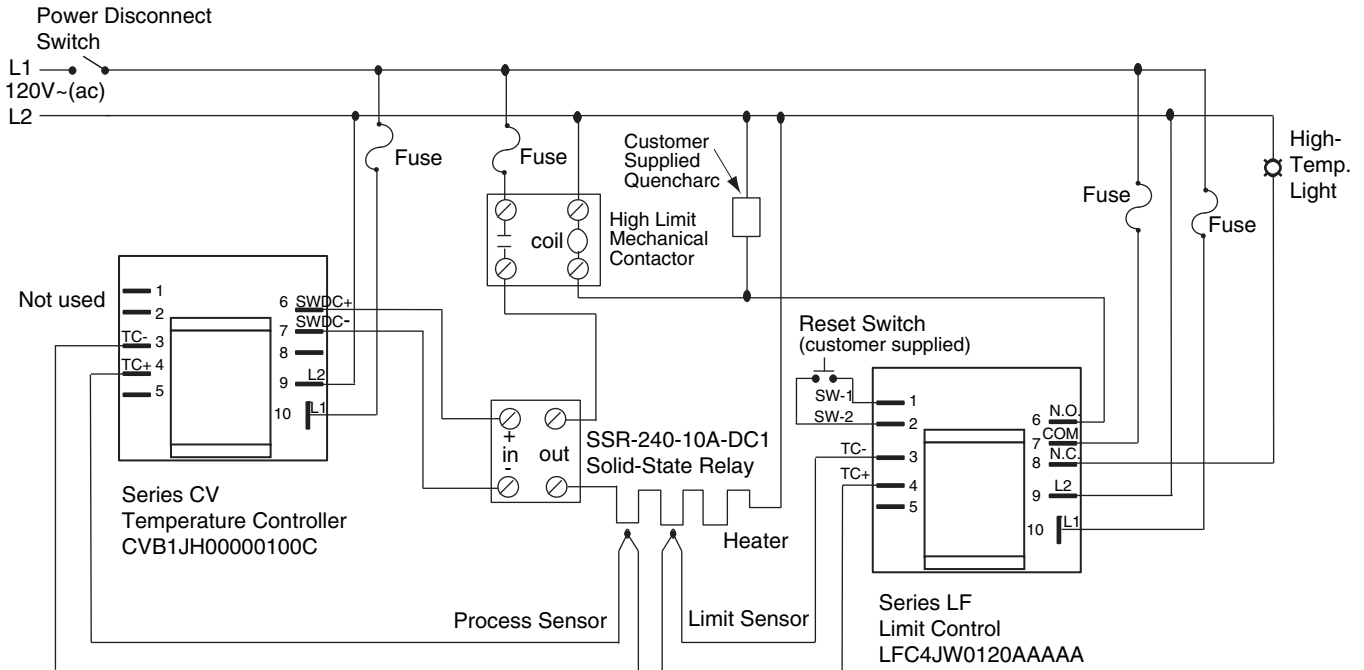 Power Disconnect
Switch
L1
120V~(ac)
L2
Fuse
Fuse
Customer
Supplied
Quencharc
High-
Temp.
Light
Fuse
Fuse
coil
High Limit
Mechanical
Contactor
Not used
1
2
TC- 3
TC+ 4
5
6 SWDC+
7 SWDC-
8
9 L2
10 L1
Reset Switch
(customer supplied)
SW-1 1
SW-2 2
TC- 3
TC+ 4
5
6 N.O.
7 COM
8 N.C.
9 L2
10 L1
+
in
-
out
SSR-240-10A-DC1
Solid-State Relay
Heater
Series CV
Temperature Controller
CVB1JH00000100C
Process Sensor
Limit Sensor
Series LF
Limit Control
LFC4JW0120AAAAA